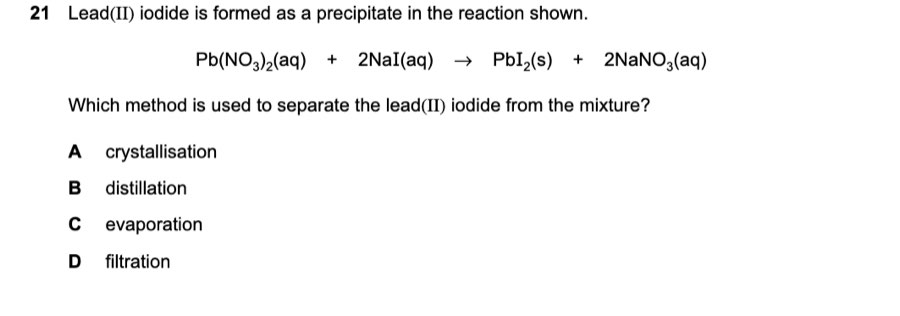 21 Lead(II) iodide is formed as a precipitate in the reaction shown.
Pb(NO₃)₂(aq) + 2NaI(aq) → PbI₂(s) + 2NaNO₃(aq)
Which method is used to separate the lead(II) iodide from the mixture?
A crystallisation
B distillation
C evaporation
D filtration